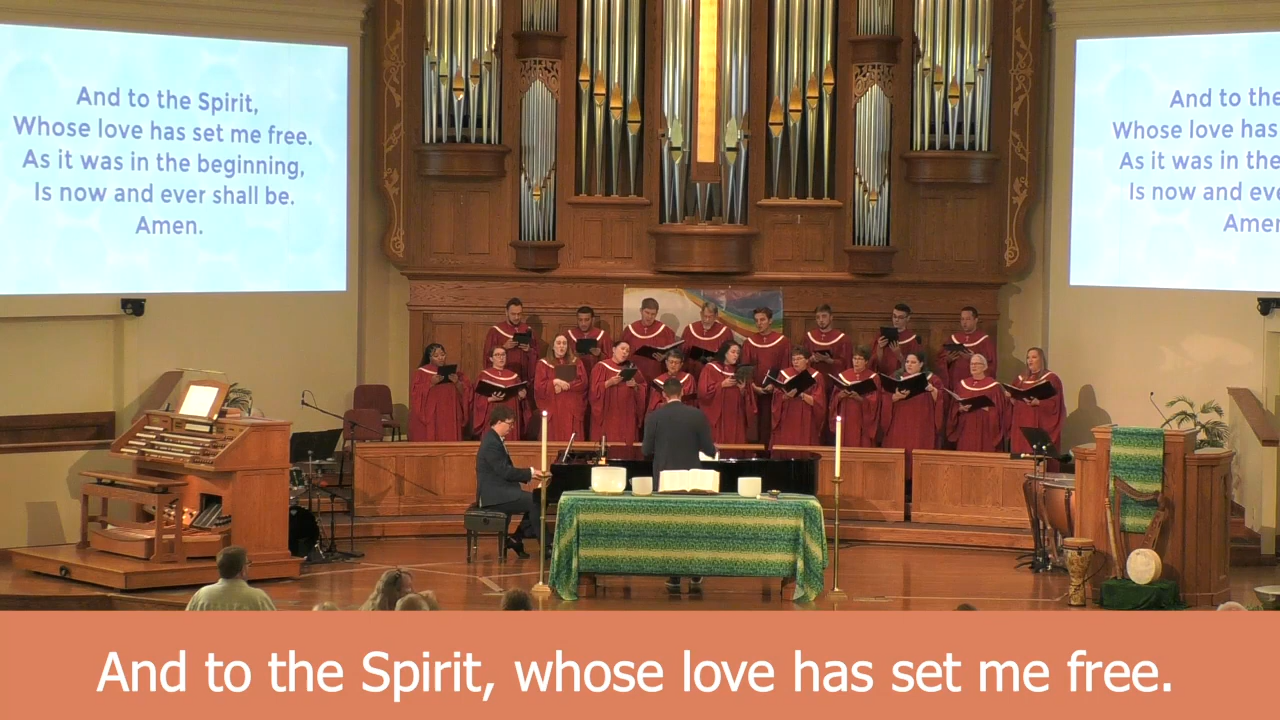 And to the Spirit,
Whose love has set me free.
As it was in the beginning,
Is now and ever shall be.
Amen.
And to the
Whose love has
As it was in the
Is now and eve
Amen
And to the Spirit, whose love has set me free.